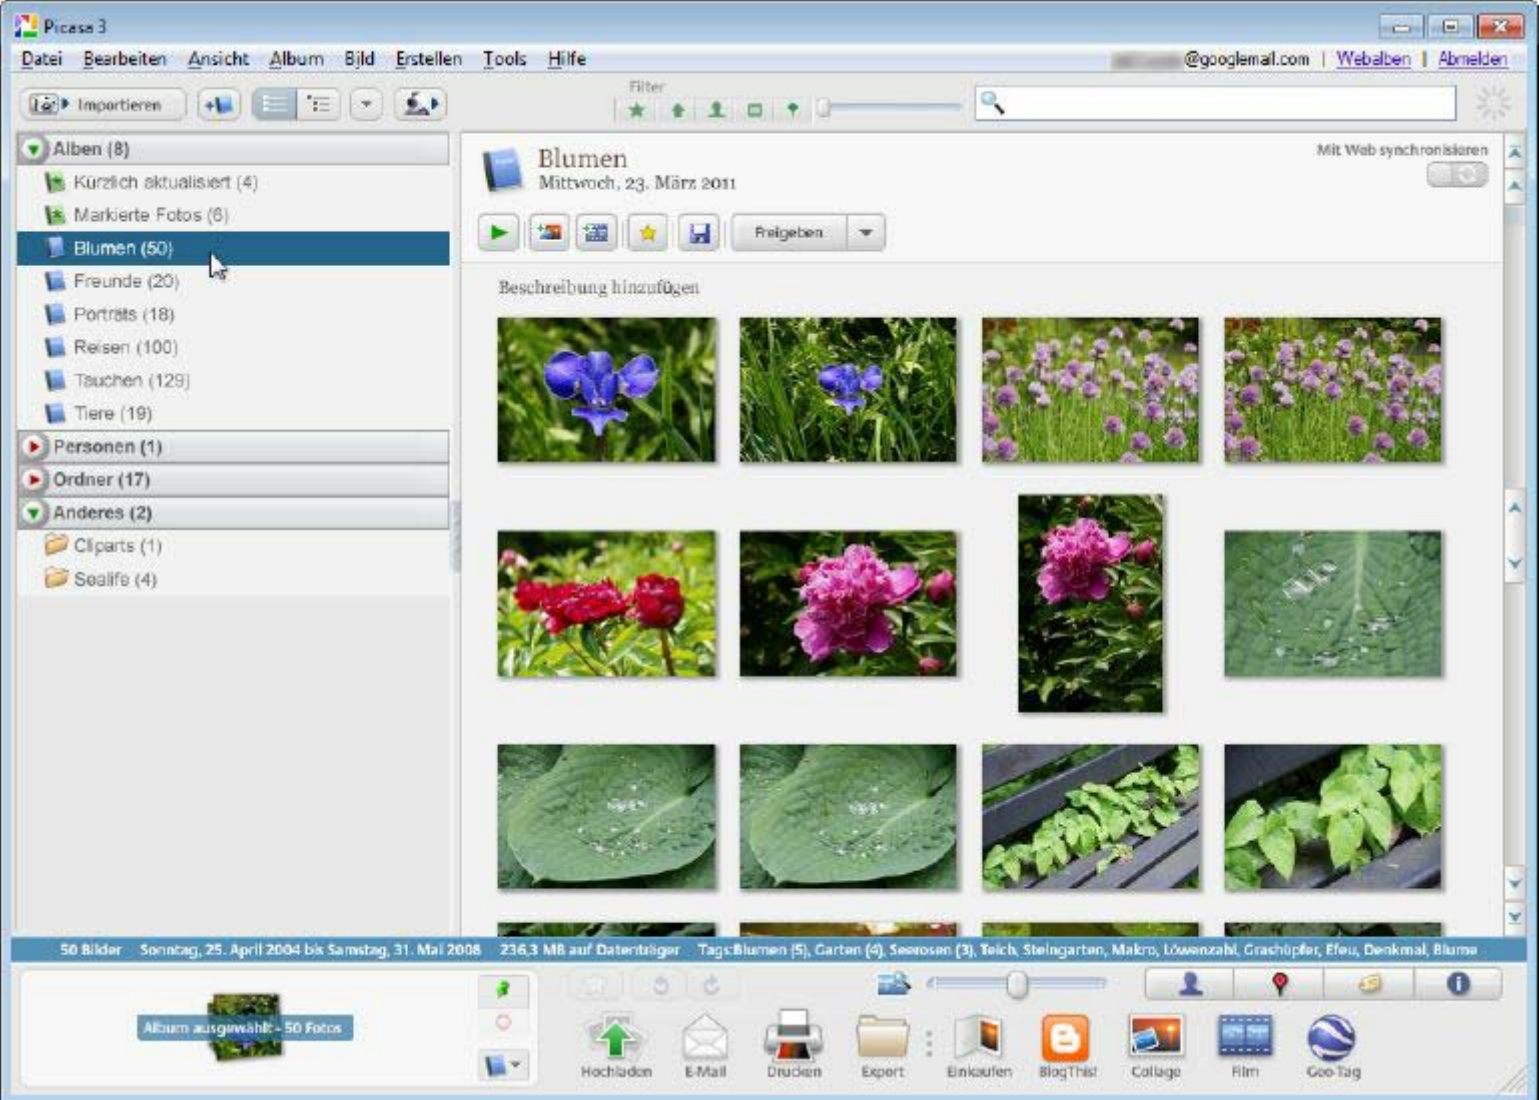 Picasa 3
Datei Bearbeiten Ansicht Album Bild Erstellen Tools Hilfe
@googlemail.com | Webalben | Abmelden
Importieren
Filter
Alben (8)
Kürzlich aktualisiert (4)
Markierte Fotos (6)
Blumen (50)
Freunde (20)
Porträts (18)
Reisen (100)
Tauchen (129)
Tiere (19)
Personen (1)
Ordner (17)
Anderes (2)
Cliparts (1)
Sealife (4)
Blumen
Mittwoch, 23. März 2011
Mit Web synchronisieren
Freigeben
Beschreibung hinzufügen
50 Bilder Sonntag, 25. April 2004 bis Samstag, 31. Mai 2008 236,3 MB auf Datenträger Tags:Blumen (5), Garten (4), Seerosen (3), Teich, Steingarten, Makro, Löwenzahl, Grashüpfer, Efeu, Denkmal, Blume
Album ausgewählt - 50 Fotos
Hochladen E-Mail Drucken Export Einkaufen BlogThis! Collage Film Geo-Tag